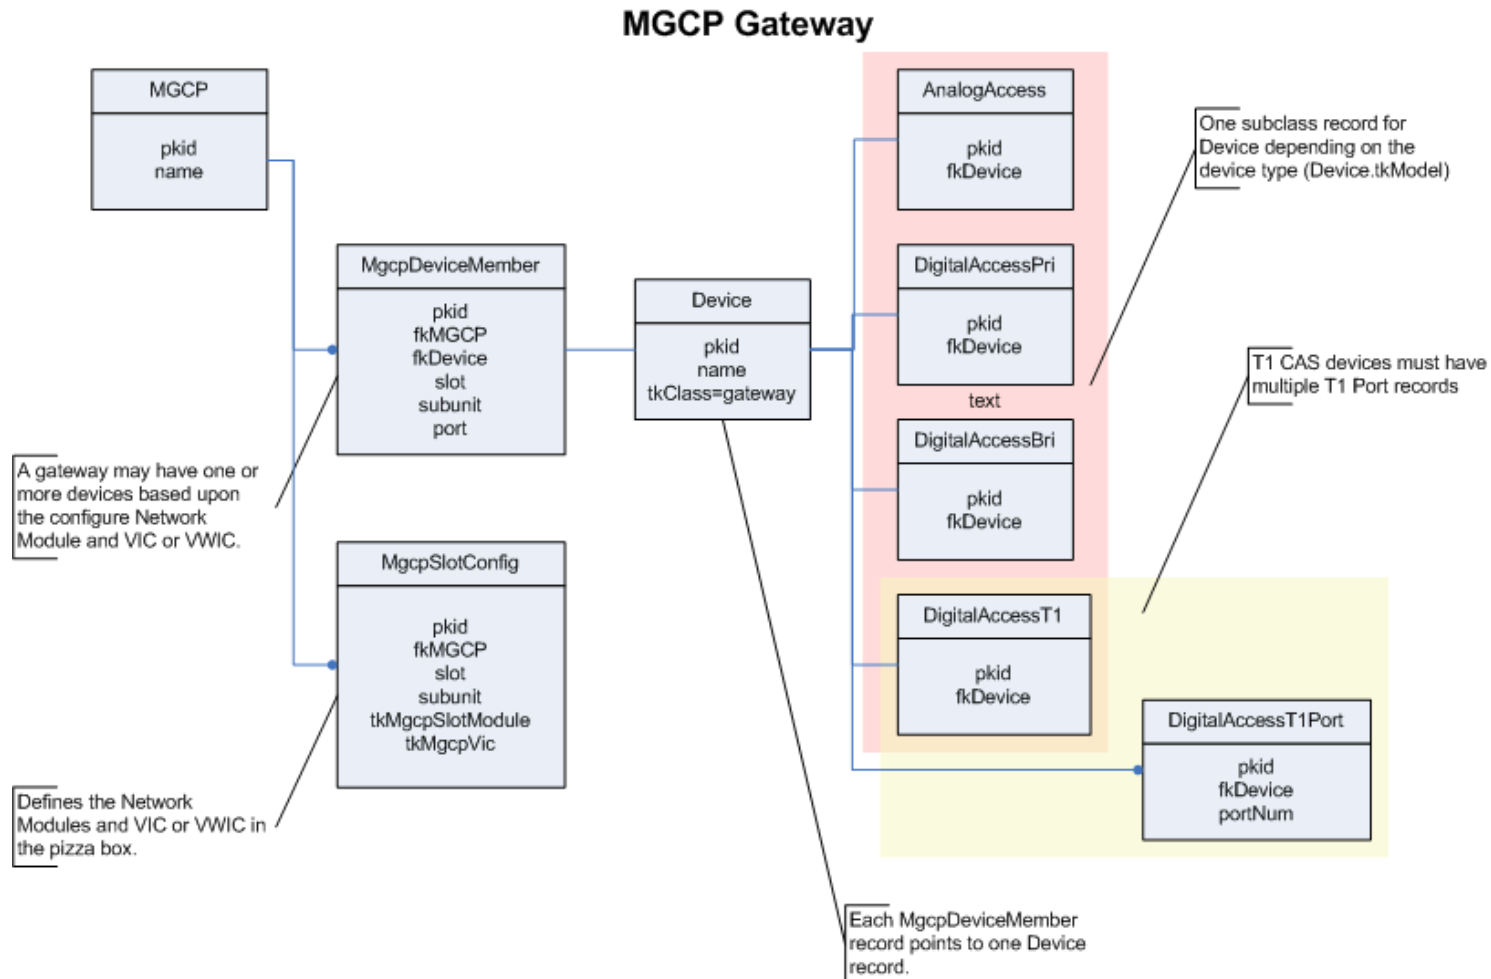 MGCP Gateway
MGCP
pkid
name
MgcpDeviceMember
pkid
fkMGCP
fkDevice
slot
subunit
port
A gateway may have one or
more devices based upon
the configure Network
Module and VIC or VWIC.
MgcpSlotConfig
pkid
fkMGCP
slot
subunit
tkMgcpSlotModule
tkMgcpVic
Defines the Network
Modules and VIC or VWIC in
the pizza box.
Device
pkid
name
tkClass=gateway
Each MgcpDeviceMember
record points to one Device
record.
AnalogAccess
pkid
fkDevice
DigitalAccessPri
pkid
fkDevice
text
DigitalAccessBri
pkid
fkDevice
DigitalAccessT1
pkid
fkDevice
DigitalAccessT1Port
pkid
fkDevice
portNum
One subclass record for
Device depending on the
device type (Device.tkModel)
T1 CAS devices must have
multiple T1 Port records